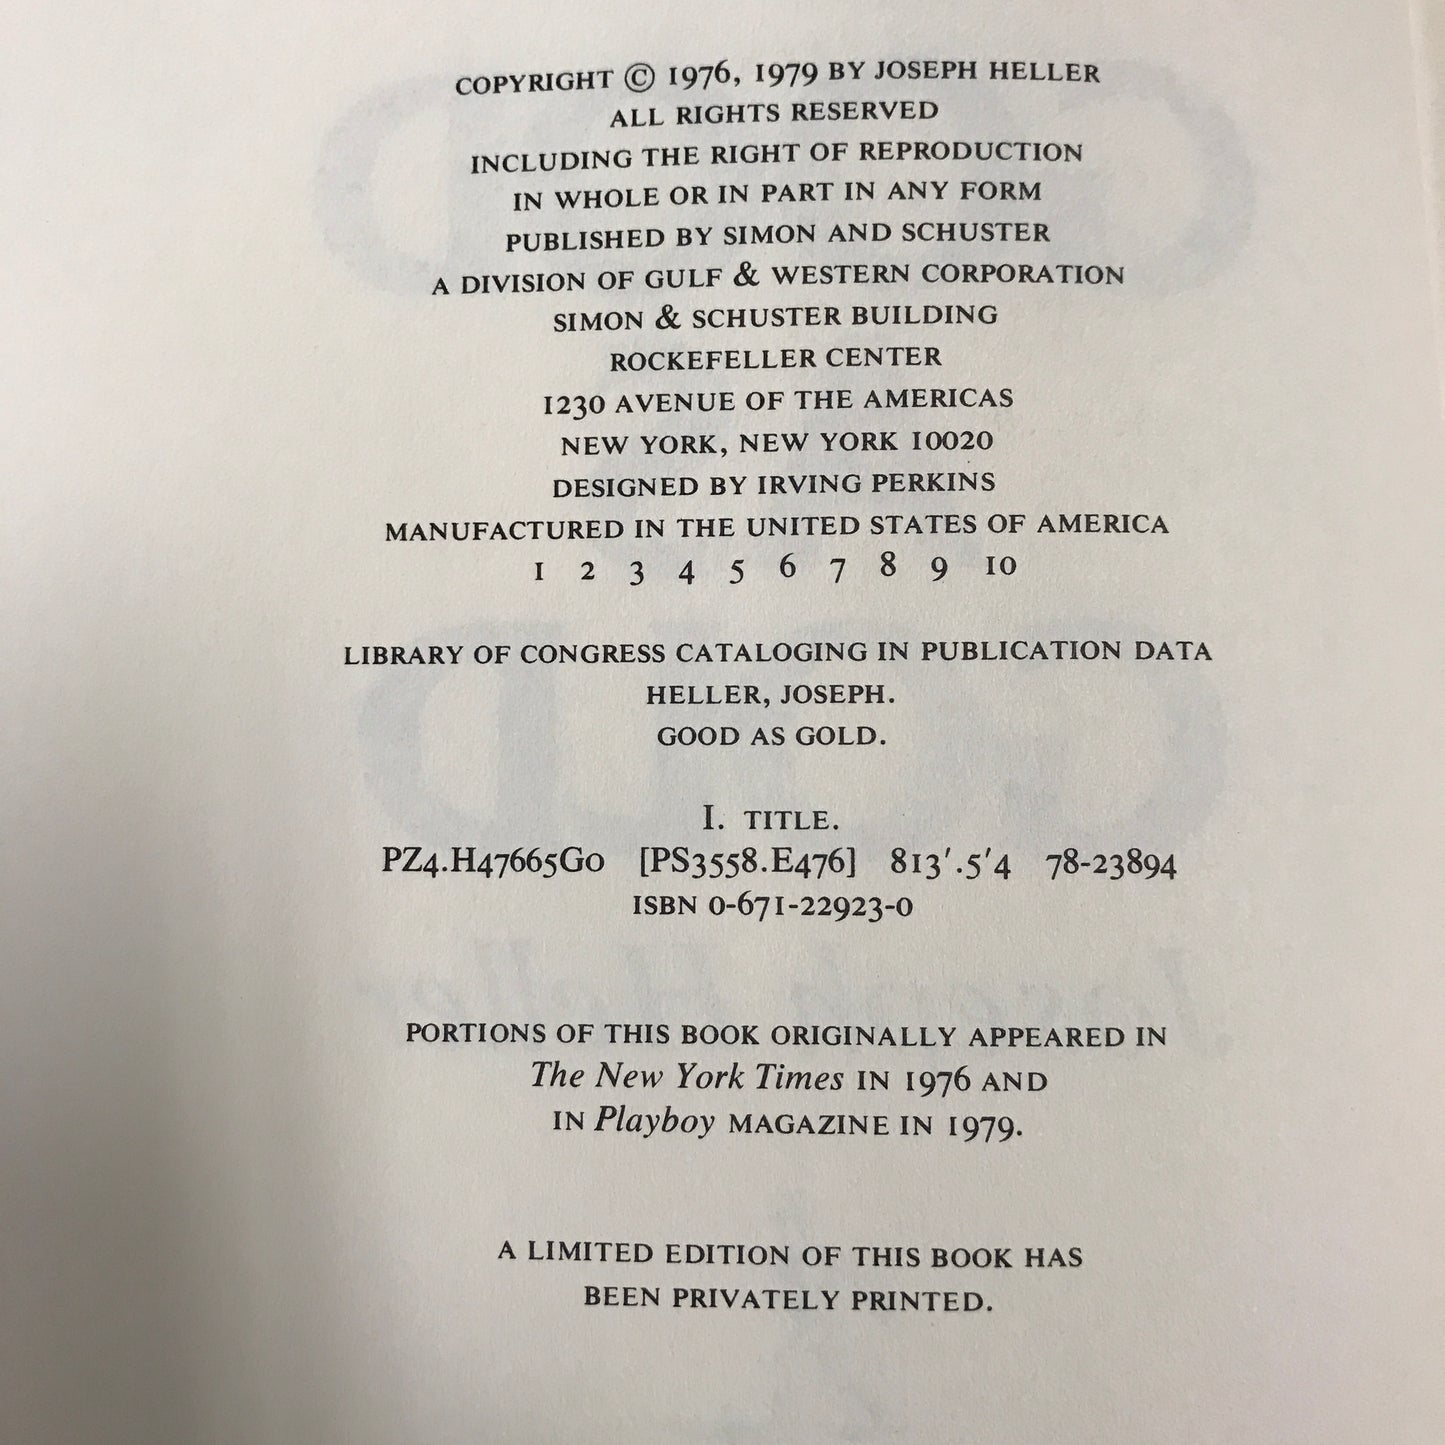 COPYRIGHT © 1976, 1979 BY JOSEPH HELLER
ALL RIGHTS RESERVED
INCLUDING THE RIGHT OF REPRODUCTION
IN WHOLE OR IN PART IN ANY FORM
PUBLISHED BY SIMON AND SCHUSTER
A DIVISION OF GULF & WESTERN CORPORATION
SIMON & SCHUSTER BUILDING
ROCKEFELLER CENTER
1230 AVENUE OF THE AMERICAS
NEW YORK, NEW YORK 10020
DESIGNED BY IRVING PERKINS
MANUFACTURED IN THE UNITED STATES OF AMERICA
1 2 3 4 5 6 7 8 9 10
LIBRARY OF CONGRESS CATALOGING IN PUBLICATION DATA
HELLER, JOSEPH.
GOOD AS GOLD.
I. TITLE.
PZ4.H47665Go [PS3558.E476] 813'.5'4 78-23894
ISBN 0-671-22923-0
PORTIONS OF THIS BOOK ORIGINALLY APPEARED IN
The New York Times IN 1976 AND
IN Playboy MAGAZINE IN 1979.
A LIMITED EDITION OF THIS BOOK HAS
BEEN PRIVATELY PRINTED.